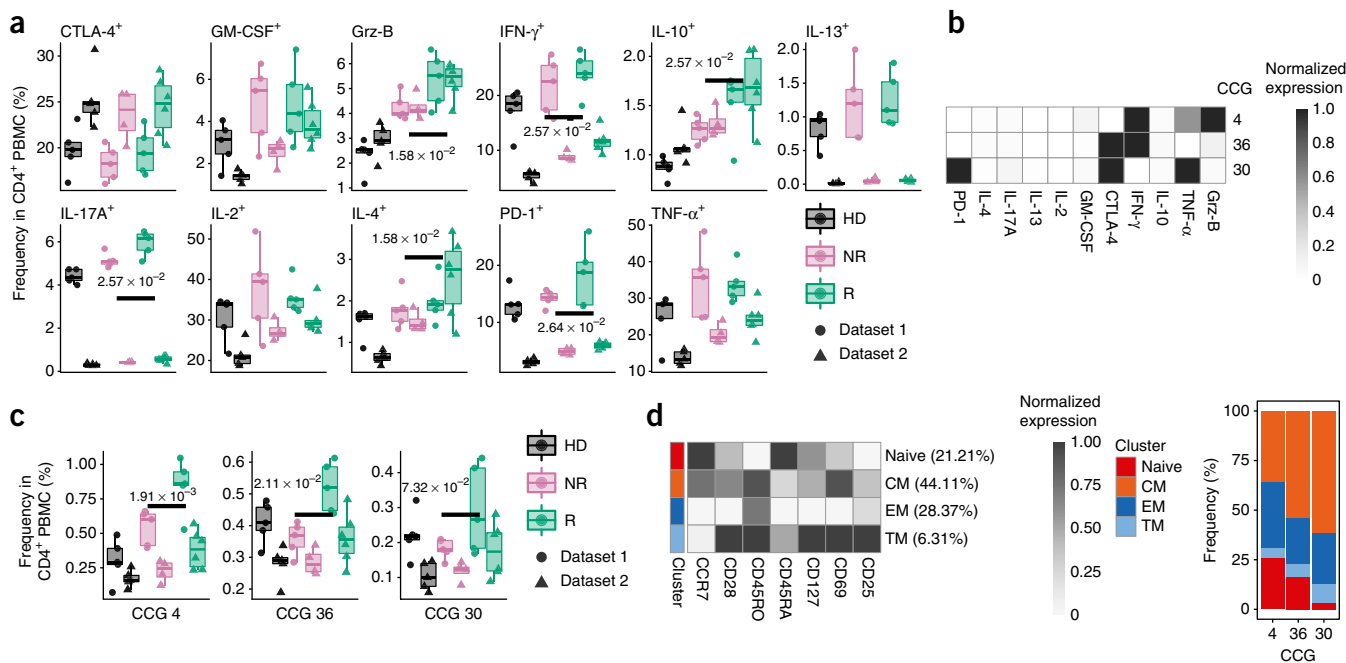 a
CTLA-4⁺ GM-CSF⁺ Grz-B IFN-γ⁺ IL-10⁺ IL-13⁺
Frequency in CD4⁺ PBMC (%)
30 25 20
6 4 2
6 5 4 3 2 1
1.58 × 10⁻²
20 10
2.57 × 10⁻²
2.0 1.5 1.0
2.57 × 10⁻²
2.0 1.5 1.0 0.5 0.0
IL-17A⁺ IL-2⁺ IL-4⁺ PD-1⁺ TNF-α⁺
6 4 2 0
2.57 × 10⁻²
50 40 30 20
4 3 2 1
1.58 × 10⁻²
20 10
2.64 × 10⁻²
50 40 30 20 10
HD
NR
R
Dataset 1
Dataset 2
b
CCG
4
36
30
PD-1 IL-4 IL-17A IL-13 IL-2 GM-CSF CTLA-4 IFN-γ IL-10 TNF-α Grz-B
Normalized
expression
1.0
0.8
0.6
0.4
0.2
0
c
Frequency in
CD4⁺ PBMC (%)
1.00 0.75 0.50 0.25
1.91 × 10⁻³
CCG 4
0.6 0.5 0.4 0.3 0.2
2.11 × 10⁻²
CCG 36
0.4 0.3 0.2 0.1
7.32 × 10⁻²
CCG 30
HD
NR
R
Dataset 1
Dataset 2
d
Naive (21.21%)
CM (44.11%)
EM (28.37%)
TM (6.31%)
Cluster CCR7 CD28 CD45RO CD45RA CD127 CD69 CD25
Normalized
expression
1.00
0.75
0.50
0.25
0
Cluster
Naive
CM
EM
TM
Frequency (%)
100
75
50
25
0
4 36 30
CCG